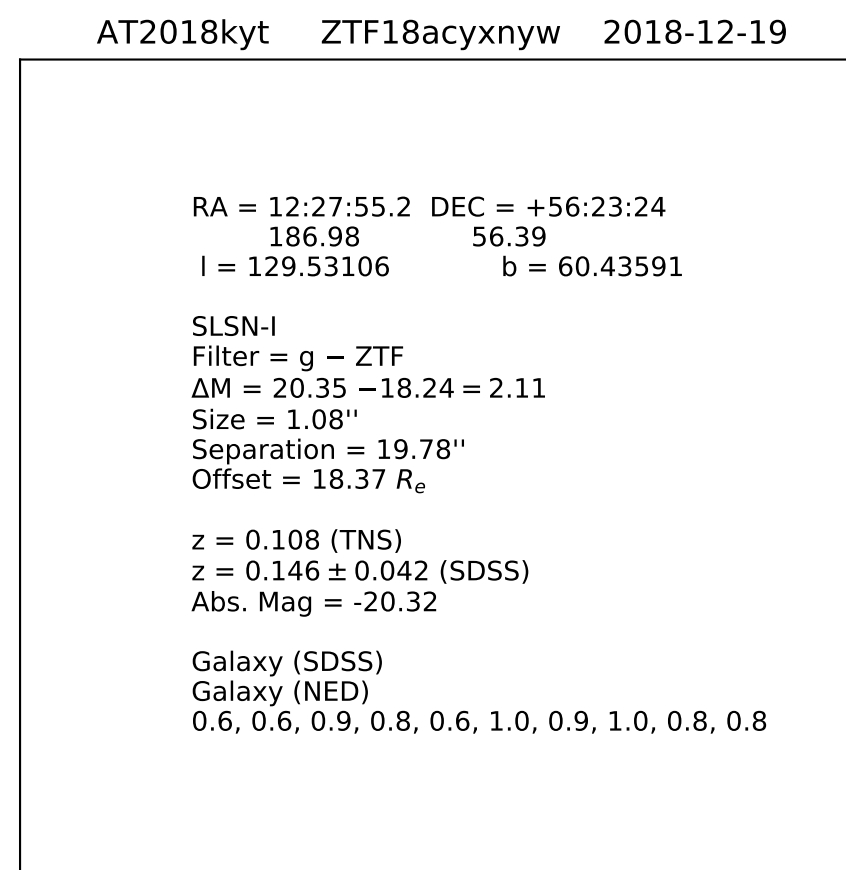 AT2018kyt ZTF18acyxnyw 2018-12-19
RA = 12:27:55.2 DEC = +56:23:24
186.98 56.39
l = 129.53106 b = 60.43591
SLSN-I
Filter = g − ZTF
ΔM = 20.35 −18.24 = 2.11
Size = 1.08''
Separation = 19.78''
Offset = 18.37 Re
z = 0.108 (TNS)
z = 0.146 ± 0.042 (SDSS)
Abs. Mag = -20.32
Galaxy (SDSS)
Galaxy (NED)
0.6, 0.6, 0.9, 0.8, 0.6, 1.0, 0.9, 1.0, 0.8, 0.8